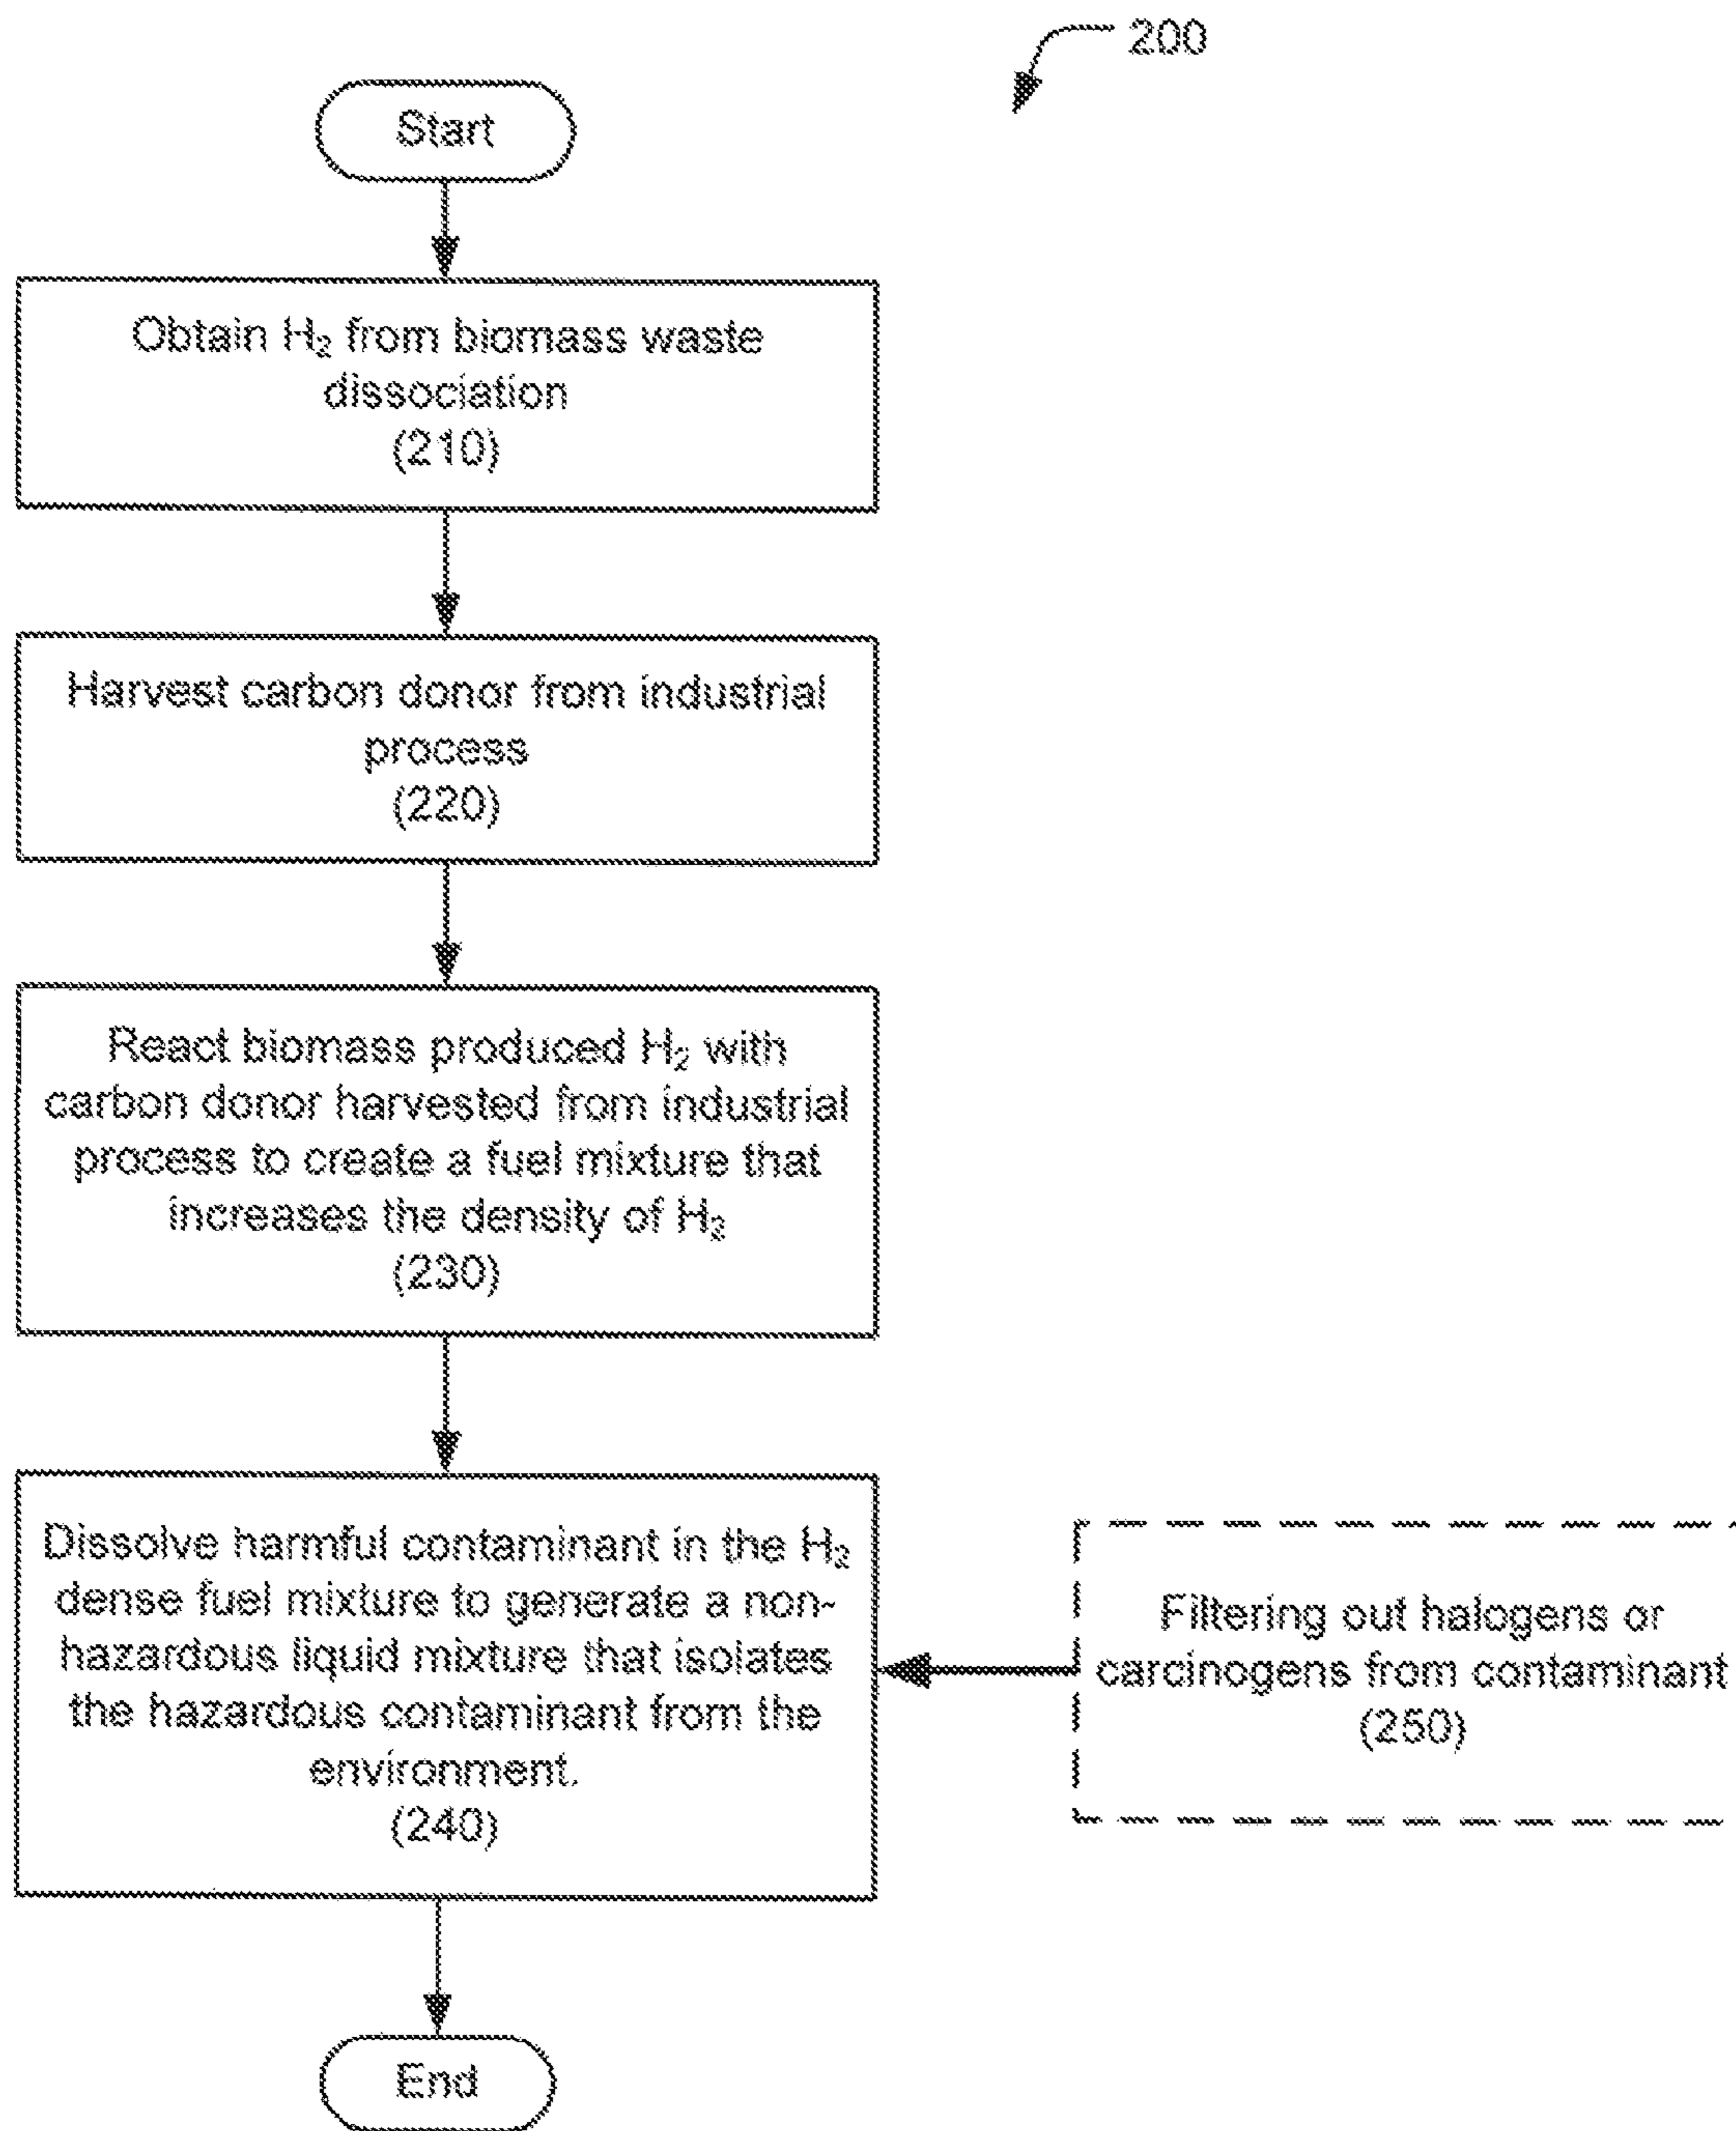 200
Start
Obtain H₂ from biomass waste
dissociation
(210)
Harvest carbon donor from industrial
process
(220)
React biomass produced H₂ with
carbon donor harvested from industrial
process to create a fuel mixture that
increases the density of H₂
(230)
Dissolve harmful contaminant in the H₂
dense fuel mixture to generate a non-
hazardous liquid mixture that isolates
the hazardous contaminant from the
environment.
(240)
Filtering out halogens or
carcinogens from contaminant
(250)
End